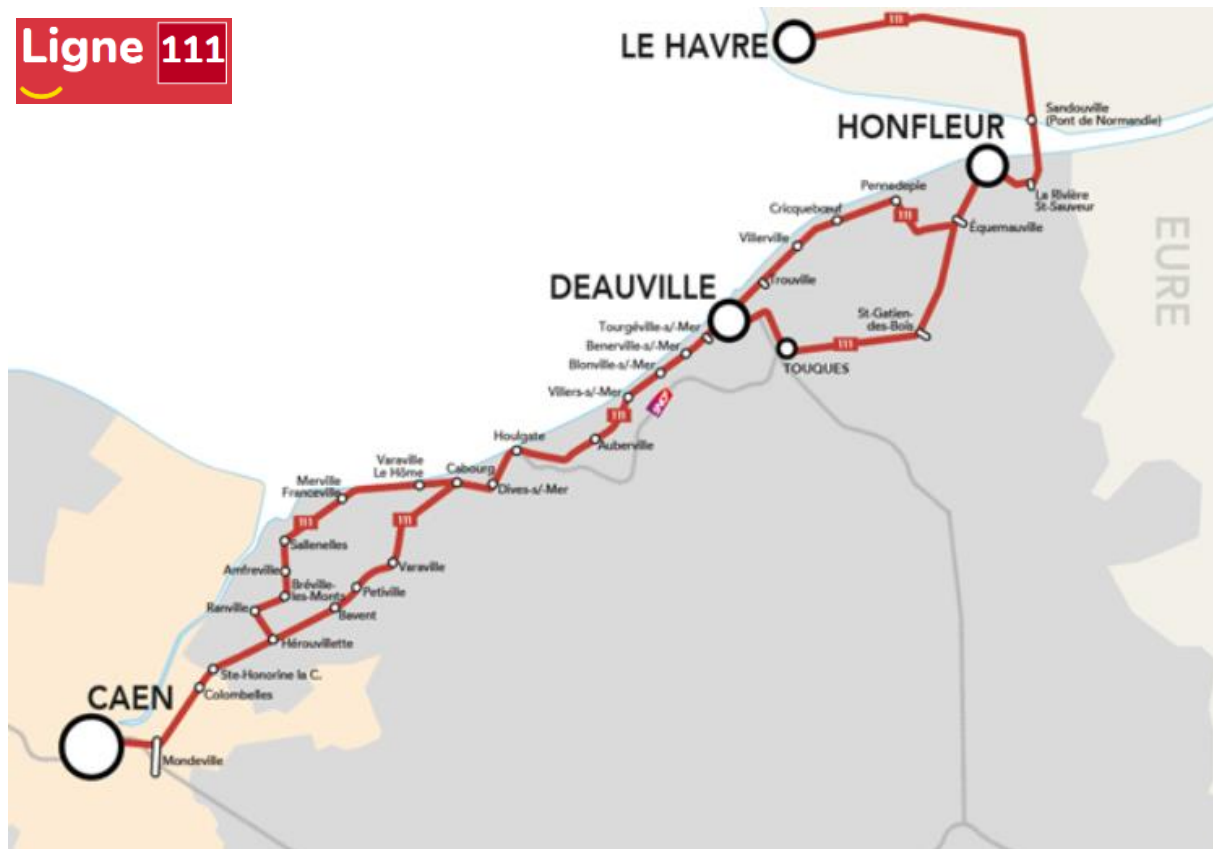 Ligne 111
111
LE HAVRE
Sandouville
(Pont de Normandie)
HONFLEUR
Pennedepie
La Rivière
St-Sauveur
Cricquebœuf
111
Équemauville
EURE
Villerville
Trouville
DEAUVILLE
St-Gatien-
des-Bois
Tourgéville-s/-Mer
111
Benerville-s/-Mer
TOUQUES
Blonville-s/-Mer
Villers-s/-Mer
111
Houlgate
Auberville
Varaville
Le Hôme
Cabourg
Merville
Franceville
Dives-s/-Mer
111
111
Sallenelles
Amfreville
Varaville
Bréville-
les-Monts
Petiville
Ranville
Bavent
Hérouvillette
Ste-Honorine la C.
CAEN
Colombelles
Mondeville